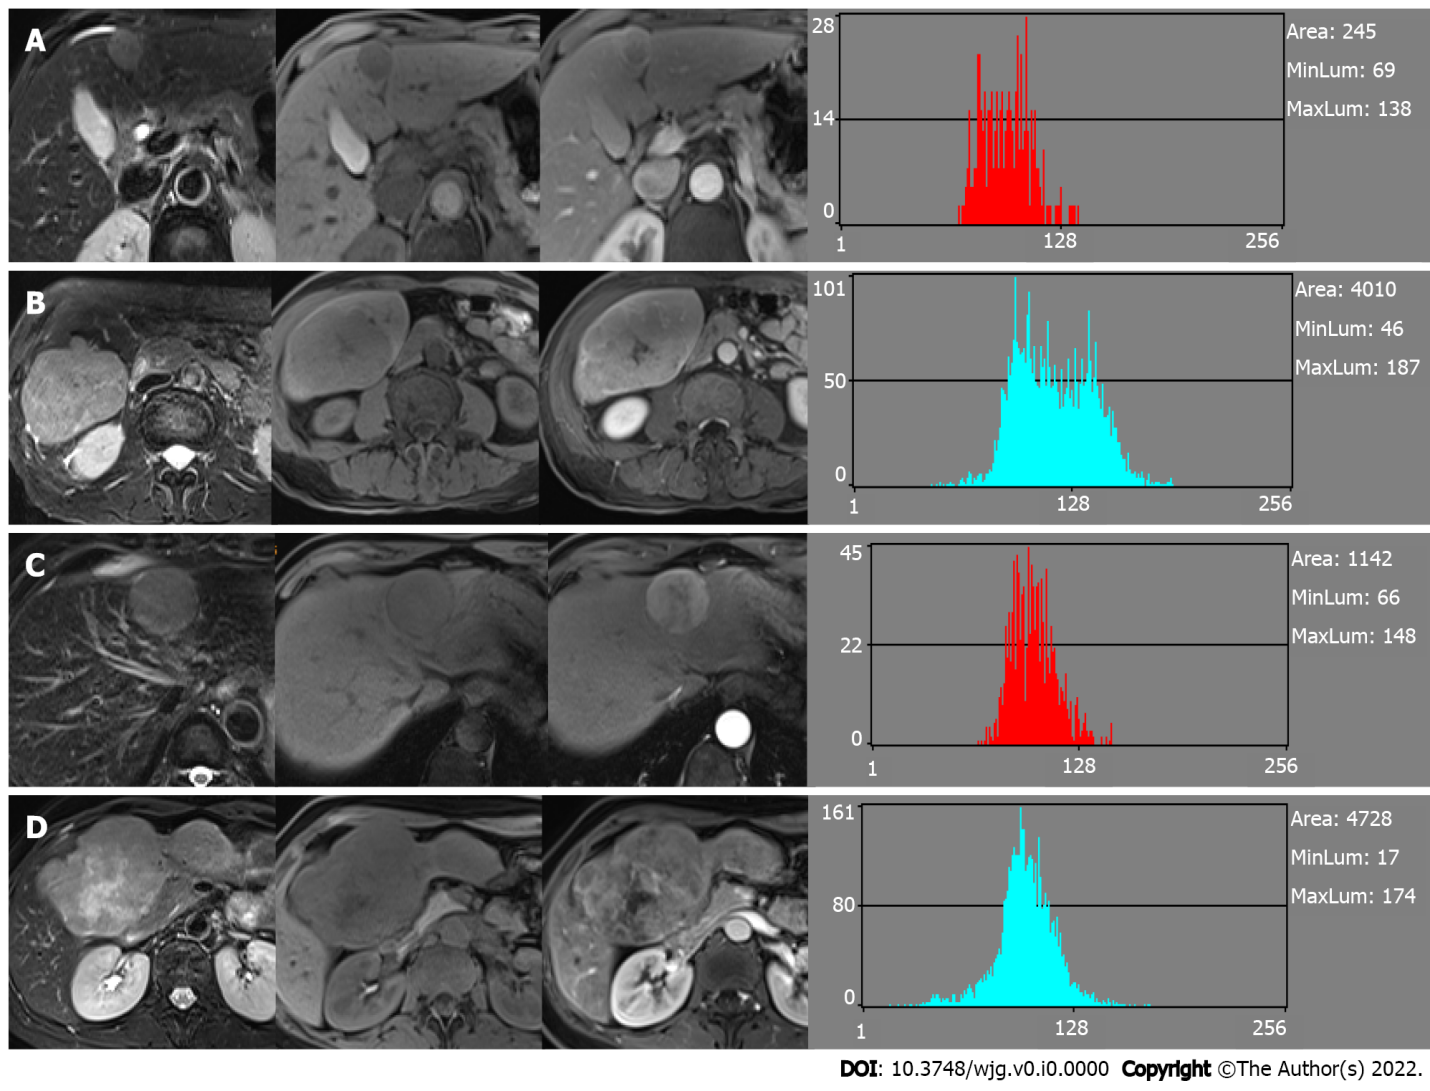 A
28
14
0
1
128
256
Area: 245
MinLum: 69
MaxLum: 138
B
101
50
0
1
128
256
Area: 4010
MinLum: 46
MaxLum: 187
C
45
22
0
1
128
256
Area: 1142
MinLum: 66
MaxLum: 148
D
161
80
0
1
128
256
Area: 4728
MinLum: 17
MaxLum: 174
DOI: 10.3748/wjg.v0.i0.0000 Copyright ©The Author(s) 2022.